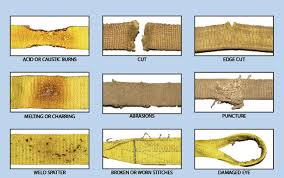 ACID OR CAUSTIC BURNS
CUT
EDGE CUT
MELTING OR CHARRING
ABRASIONS
PUNCTURE
WELD SPATTER
BROKEN OR WORN STITCHES
DAMAGED EYE